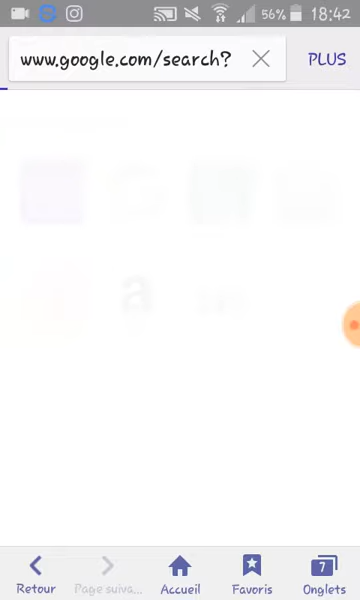 56% 18:42
www.google.com/search?
PLUS
a
Retour
Page suiva...
Accueil
Favoris
7
Onglets